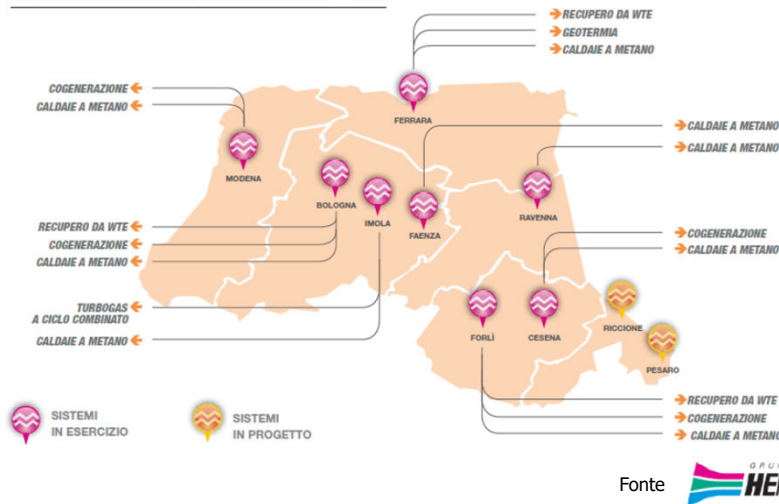 RECUPERO DA WTE
GEOTERMIA
CALDAIE A METANO
COGENERAZIONE
CALDAIE A METANO
FERRARA
CALDAIE A METANO
CALDAIE A METANO
MODENA
BOLOGNA
IMOLA
FAENZA
RAVENNA
RECUPERO DA WTE
COGENERAZIONE
CALDAIE A METANO
COGENERAZIONE
CALDAIE A METANO
TURBOGAS
A CICLO COMBINATO
CALDAIE A METANO
FORLÌ
CESENA
RICCIONE
PESARO
RECUPERO DA WTE
COGENERAZIONE
CALDAIE A METANO
SISTEMI
IN ESERCIZIO
SISTEMI
IN PROGETTO
Fonte